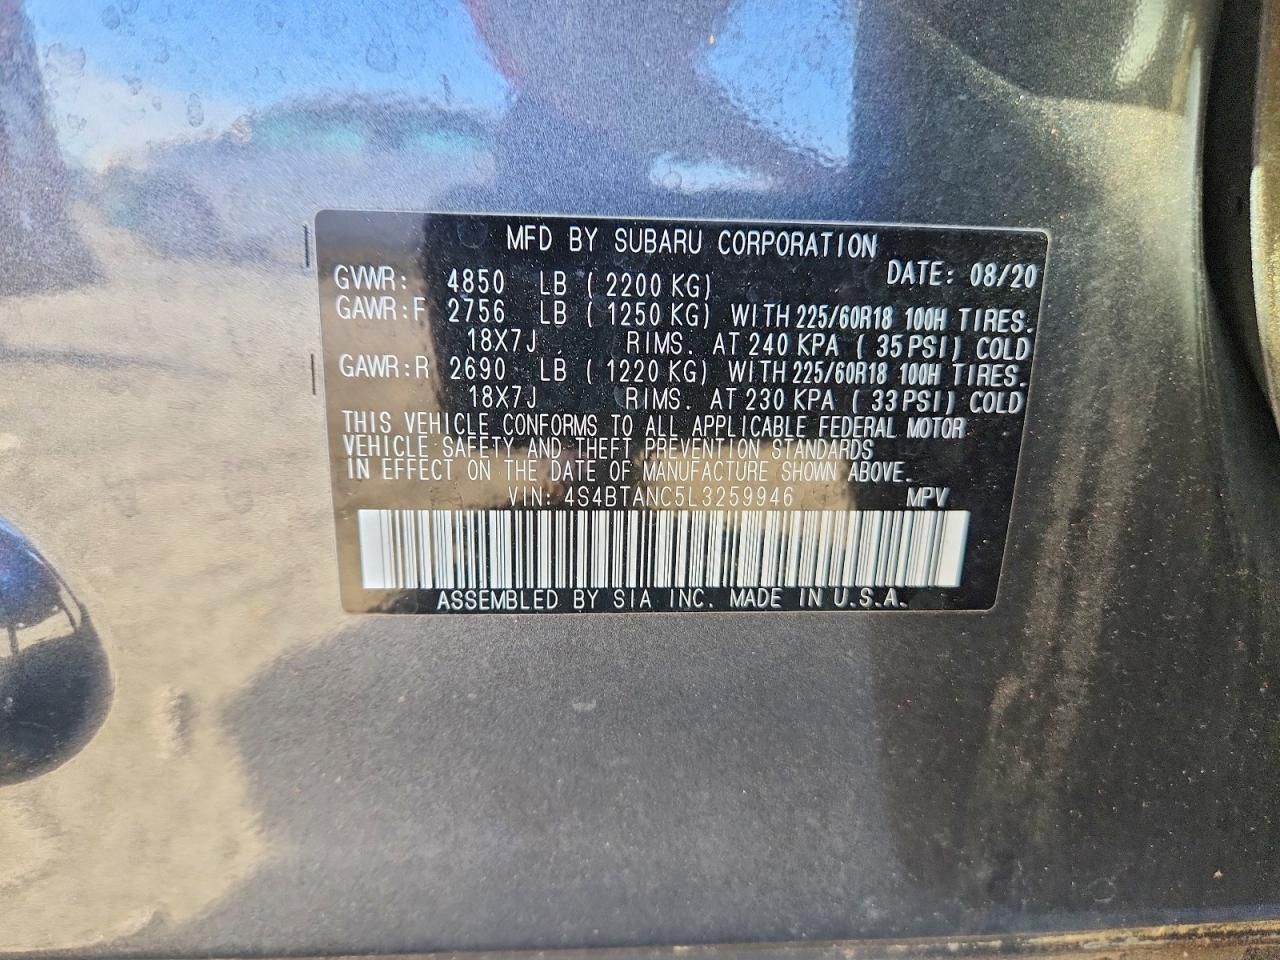 MFD BY SUBARU CORPORATION
GVWR: 4850 LB ( 2200 KG) DATE: 08/20
GAWR:F 2756 LB ( 1250 KG) WITH 225/60R18 100H TIRES.
18X7J RIMS. AT 240 KPA ( 35 PSI) COLD
GAWR:R 2690 LB ( 1220 KG) WITH 225/60R18 100H TIRES.
18X7J RIMS. AT 230 KPA ( 33 PSI) COLD
THIS VEHICLE CONFORMS TO ALL APPLICABLE FEDERAL MOTOR
VEHICLE SAFETY AND THEFT PREVENTION STANDARDS
IN EFFECT ON THE DATE OF MANUFACTURE SHOWN ABOVE.
VIN: 4S4BTANC5L3259946 MPV
ASSEMBLED BY SIA INC. MADE IN U.S.A.